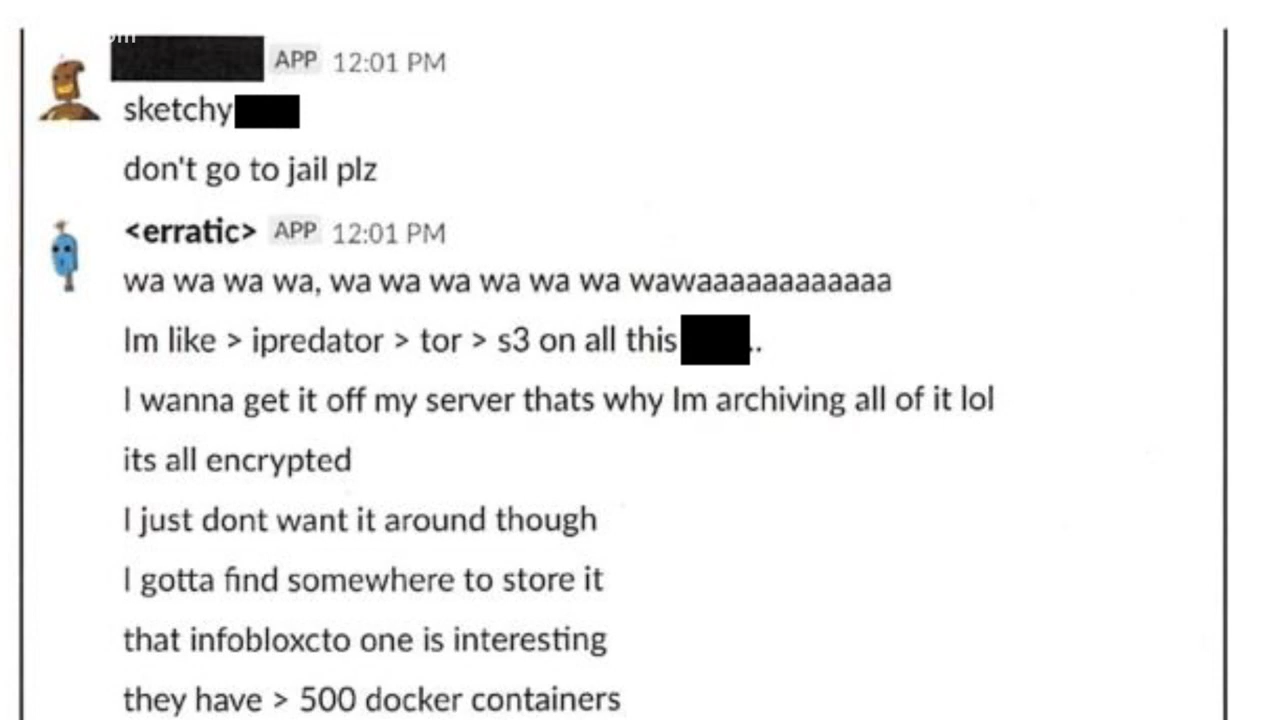 APP 12:01 PM
sketchy
don't go to jail plz
<erratic> APP 12:01 PM
wa wa wa wa, wa wa wa wa wa wa wawaaaaaaaaaaaa
Im like > ipredator > tor > s3 on all this ..
I wanna get it off my server thats why Im archiving all of it lol
its all encrypted
I just dont want it around though
I gotta find somewhere to store it
that infobloxcto one is interesting
they have > 500 docker containers